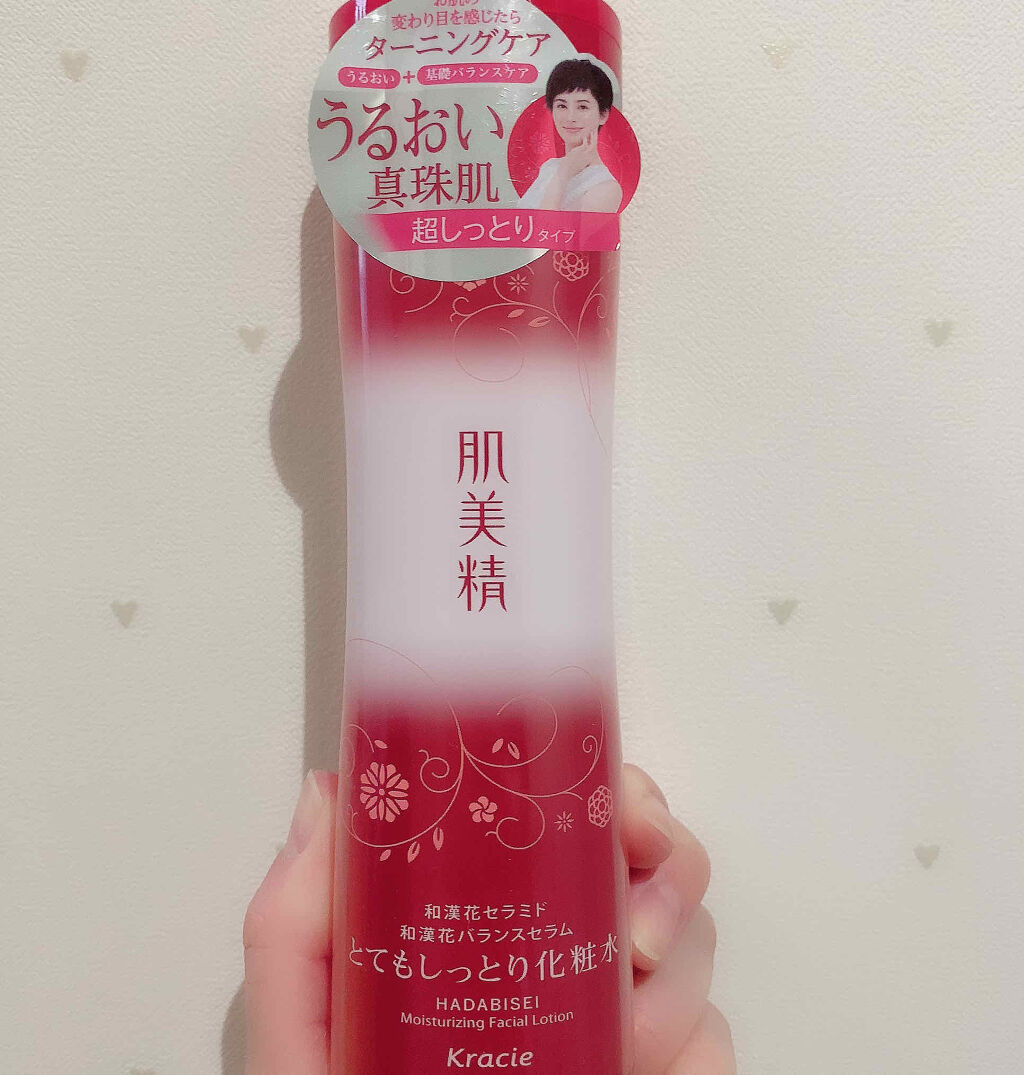 お肌の
変わり目を感じたら
ターニングケア
うるおい+基礎バランスケア
うるおい
真珠肌
超しっとりタイプ
肌美精
和漢花セラミド
和漢花バランスセラム
とてもしっとり化粧水
HADABISEI
Moisturizing Facial Lotion
Kracie